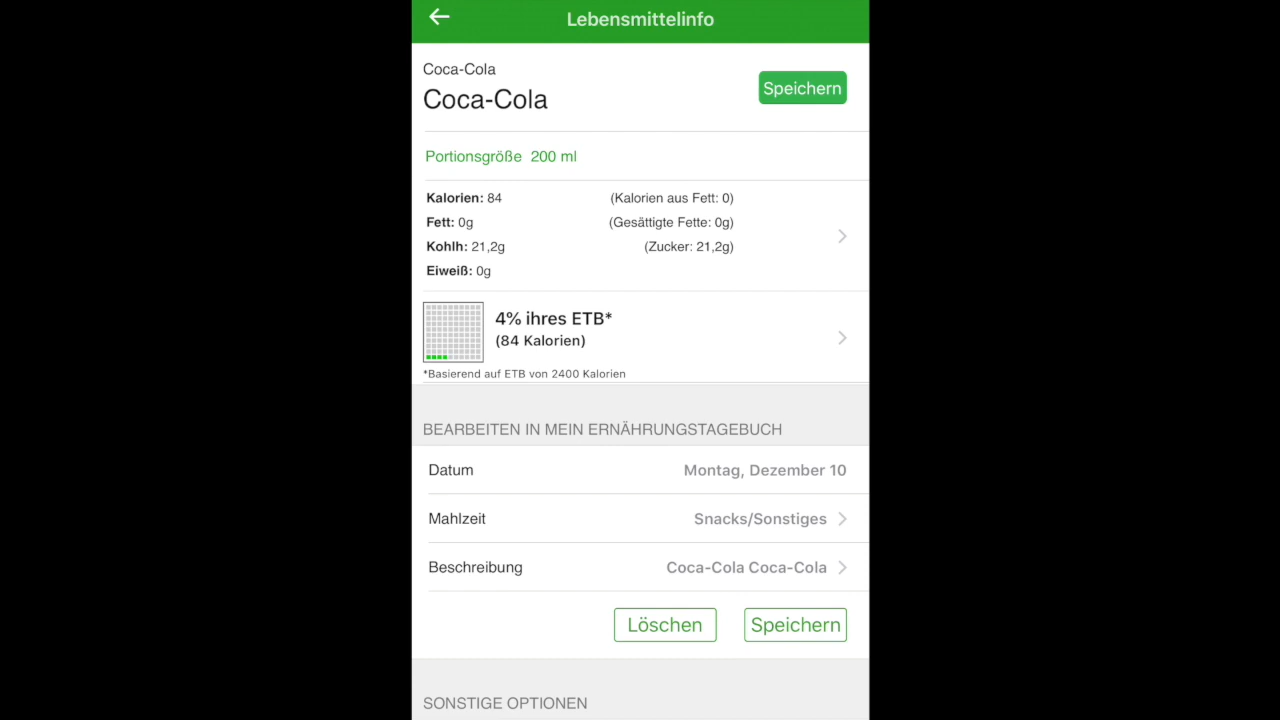 Lebensmittelinfo
Coca-Cola
Coca-Cola
Speichern
Portionsgröße 200 ml
Kalorien: 84 (Kalorien aus Fett: 0)
Fett: 0g (Gesättigte Fette: 0g)
Kohlh: 21,2g (Zucker: 21,2g)
Eiweiß: 0g
4% ihres ETB*
(84 Kalorien)
*Basierend auf ETB von 2400 Kalorien
BEARBEITEN IN MEIN ERNÄHRUNGSTAGEBUCH
Datum Montag, Dezember 10
Mahlzeit Snacks/Sonstiges
Beschreibung Coca-Cola Coca-Cola
Löschen Speichern
SONSTIGE OPTIONEN